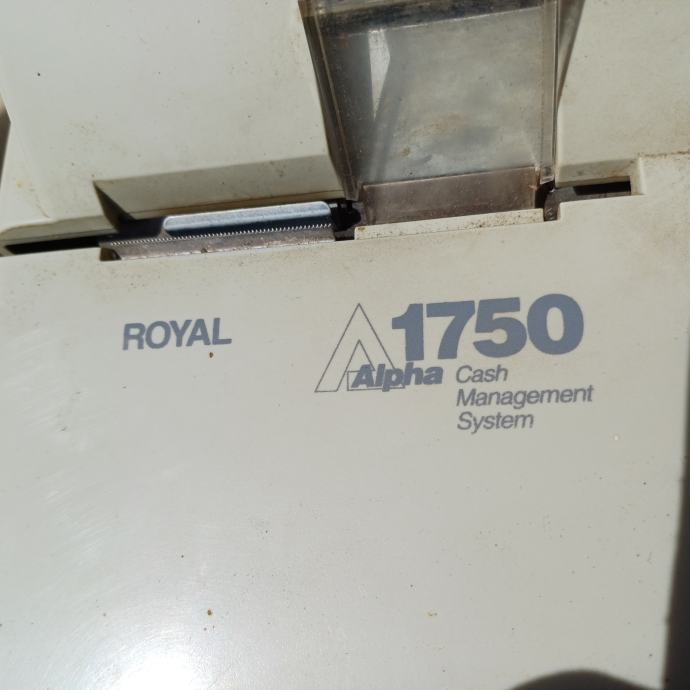 ROYAL
1750
Alpha Cash
Management
System